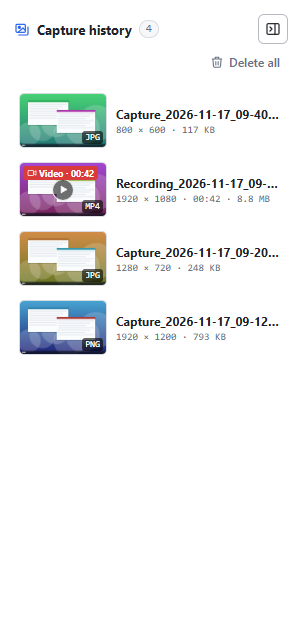 Capture history 4
Delete all
JPG
Capture_2026-11-17_09-40...
800 × 600 · 117 KB
Video · 00:42
MP4
Recording_2026-11-17_09-...
1920 × 1080 · 00:42 · 8.8 MB
JPG
Capture_2026-11-17_09-20...
1280 × 720 · 248 KB
PNG
Capture_2026-11-17_09-12...
1920 × 1200 · 793 KB